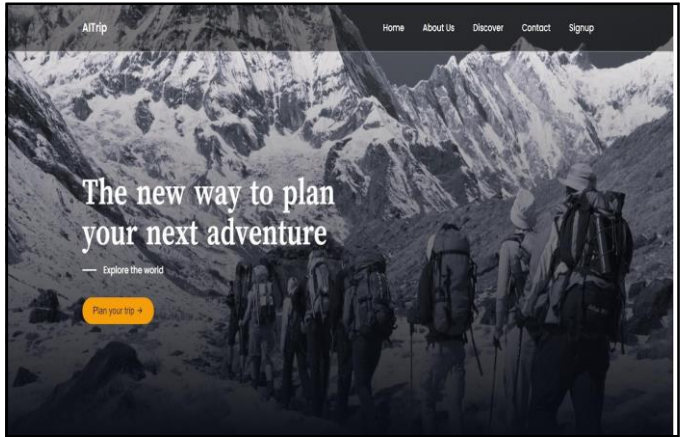 AITrip
Home About Us Discover Contact Signup
The new way to plan
your next adventure
Explore the world
Plan your trip →